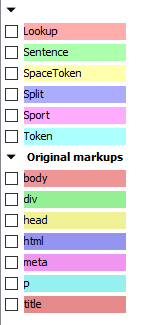 Lookup
Sentence
SpaceToken
Split
Sport
Token
Original markups
body
div
head
html
meta
p
title